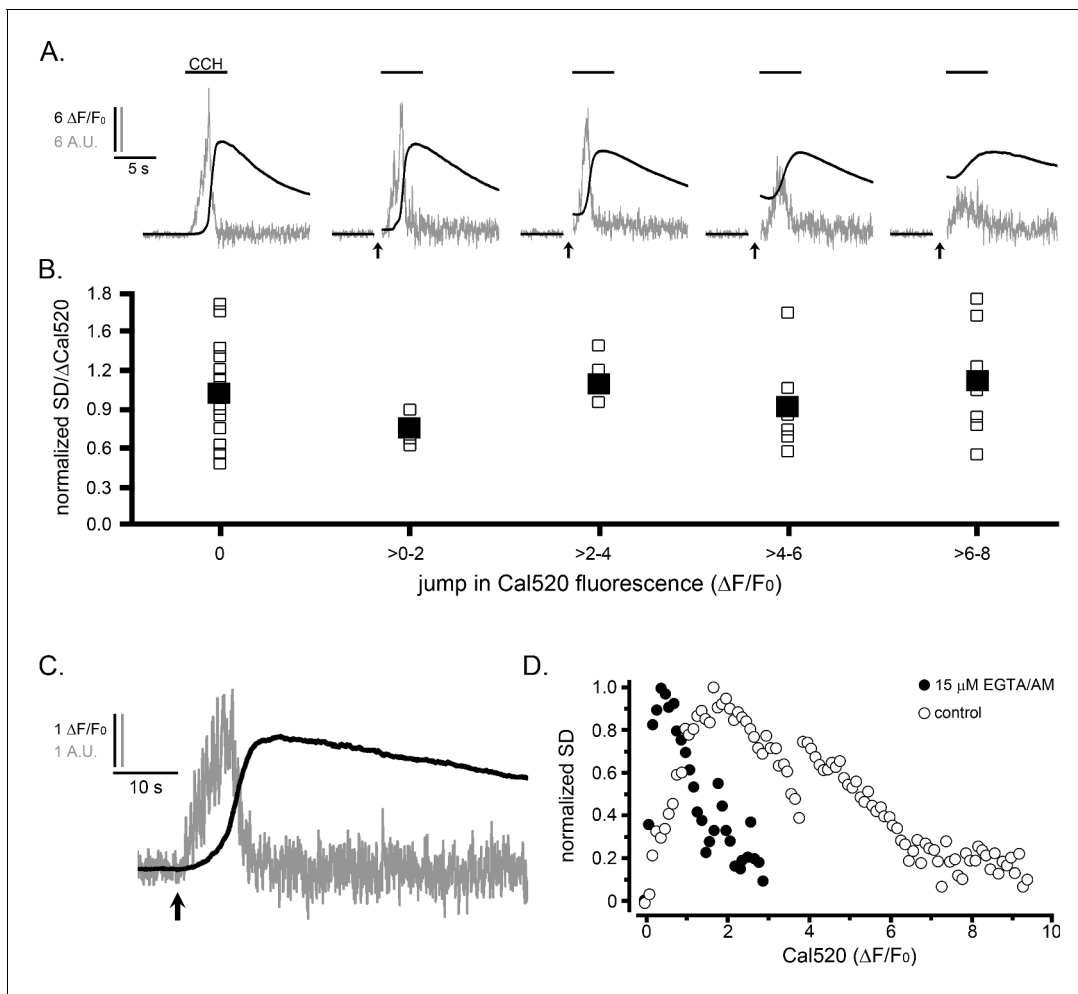 A.
CCH
6 ΔF/F₀
6 A.U.
5 s
B.
normalized SD/ΔCal520
1.8
1.6
1.2
0.9
0.6
0.3
0.0
0 >0-2 >2-4 >4-6 >6-8
jump in Cal520 fluorescence (ΔF/F₀)
C.
1 ΔF/F₀
1 A.U.
10 s
D.
normalized SD
1.0
0.8
0.6
0.4
0.2
0
15 μM EGTA/AM
control
0 2 4 6 8 10
Cal520 (ΔF/F₀)